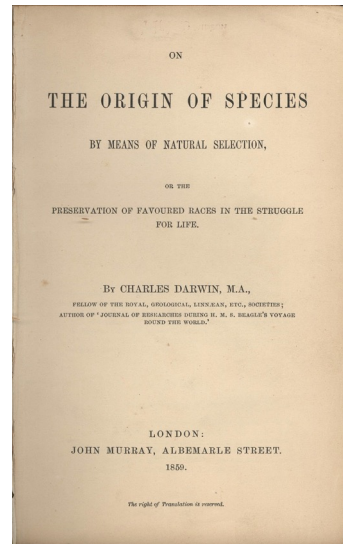 ON
THE ORIGIN OF SPECIES
BY MEANS OF NATURAL SELECTION,
OR THE
PRESERVATION OF FAVOURED RACES IN THE STRUGGLE
FOR LIFE.
BY CHARLES DARWIN, M.A.,
FELLOW OF THE ROYAL, GEOLOGICAL, LINNÆAN, ETC., SOCIETIES;
AUTHOR OF 'JOURNAL OF RESEARCHES DURING H. M. S. BEAGLE'S VOYAGE
ROUND THE WORLD.'
LONDON:
JOHN MURRAY, ALBEMARLE STREET.
1859.
The right of Translation is reserved.